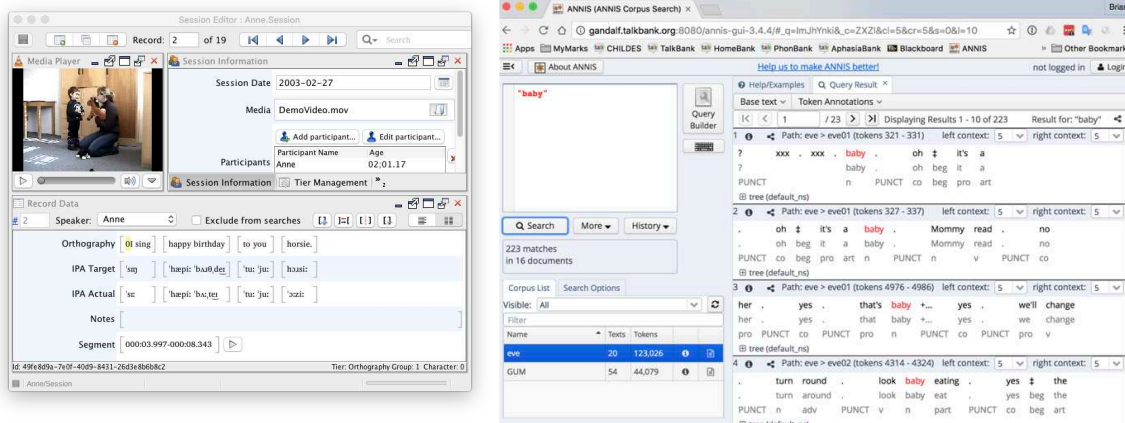 Session Editor : Anne.Session
Record: 2 of 19 Search
Media Player
Session Information
Session Date 2003-02-27
Media DemoVideo.mov
Add participant... Edit participant...
Participants
Participant Name Age
Anne 02;01.17
Session Information Tier Management » 2
Record Data
# 2 Speaker: Anne Exclude from searches
Orthography [ 0I sing ] [ happy birthday ] [ to you ] [ horsie. ]
IPA Target
IPA Actual
Notes [ ]
Segment [ 000:03.997-000:08.343 ]
Id: 49fe8d9a-7e0f-40d9-8431-26d3e8b6b8c2 Tier: Orthography Group: 1 Character: 0
Anne/Session
ANNIS (ANNIS Corpus Search) × Brian
gandalf.talkbank.org:8080/annis-gui-3.4.4/#_q=ImJhYnki&_c=ZXZl&cl=5&cr=5&s=0&l=10
Apps MyMarks CHILDES TalkBank HomeBank PhonBank AphasiaBank Blackboard ANNIS » Other Bookmark
About ANNIS Help us to make ANNIS better! not logged in Login
"baby"
Query Builder
Search More History
223 matches
in 16 documents
Corpus List Search Options
Visible: All
Filter
Name Texts Tokens
eve 20 123,026
GUM 54 44,079
Help/Examples Query Result ×
Base text Token Annotations
1 / 23 Displaying Results 1 - 10 of 223 Result for: "baby"
1 Path: eve > eve01 (tokens 321 - 331) left context: 5 right context: 5
? xxx . xxx . baby . oh ‡ it's a
? baby . oh beg it a
PUNCT n PUNCT co beg pro art
tree (default_ns)
2 Path: eve > eve01 (tokens 327 - 337) left context: 5 right context: 5
. oh ‡ it's a baby . Mommy read . no
. oh beg it a baby . Mommy read . no
PUNCT co beg pro art n PUNCT n v PUNCT co
tree (default_ns)
3 Path: eve > eve01 (tokens 4976 - 4986) left context: 5 right context: 5
her . yes . that's baby +... yes . we'll change
her . yes . that baby +... yes . we change
pro PUNCT co PUNCT pro n PUNCT co PUNCT pro v
tree (default_ns)
4 Path: eve > eve02 (tokens 4314 - 4324) left context: 5 right context: 5
. turn round . look baby eating . yes ‡ the
. turn around . look baby eat . yes beg the
PUNCT n adv PUNCT v n part PUNCT co beg art